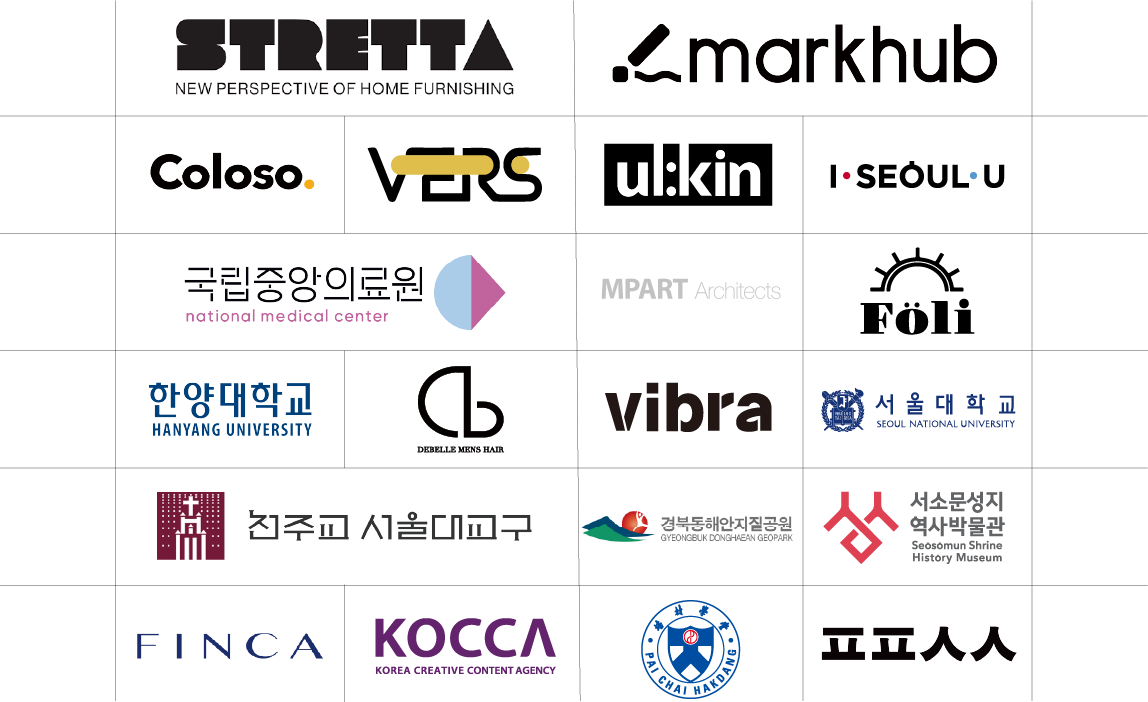 STRETTA
NEW PERSPECTIVE OF HOME FURNISHING
markhub
Coloso.
VERS
ul:kin
I·SEOUL·U
국립중앙의료원
national medical center
MPART Architects
Föli
한양대학교
HANYANG UNIVERSITY
DEBELLE MENS HAIR
vibra
서울대학교
SEOUL NATIONAL UNIVERSITY
천주교 서울대교구
경북동해안지질공원
GYEONGBUK DONGHAEAN GEOPARK
서소문성지
역사박물관
Seosomun Shrine
History Museum
FINCA
KOCCA
KOREA CREATIVE CONTENT AGENCY
PAI CHAI HAKDANG
ㅍㅍㅅㅅ